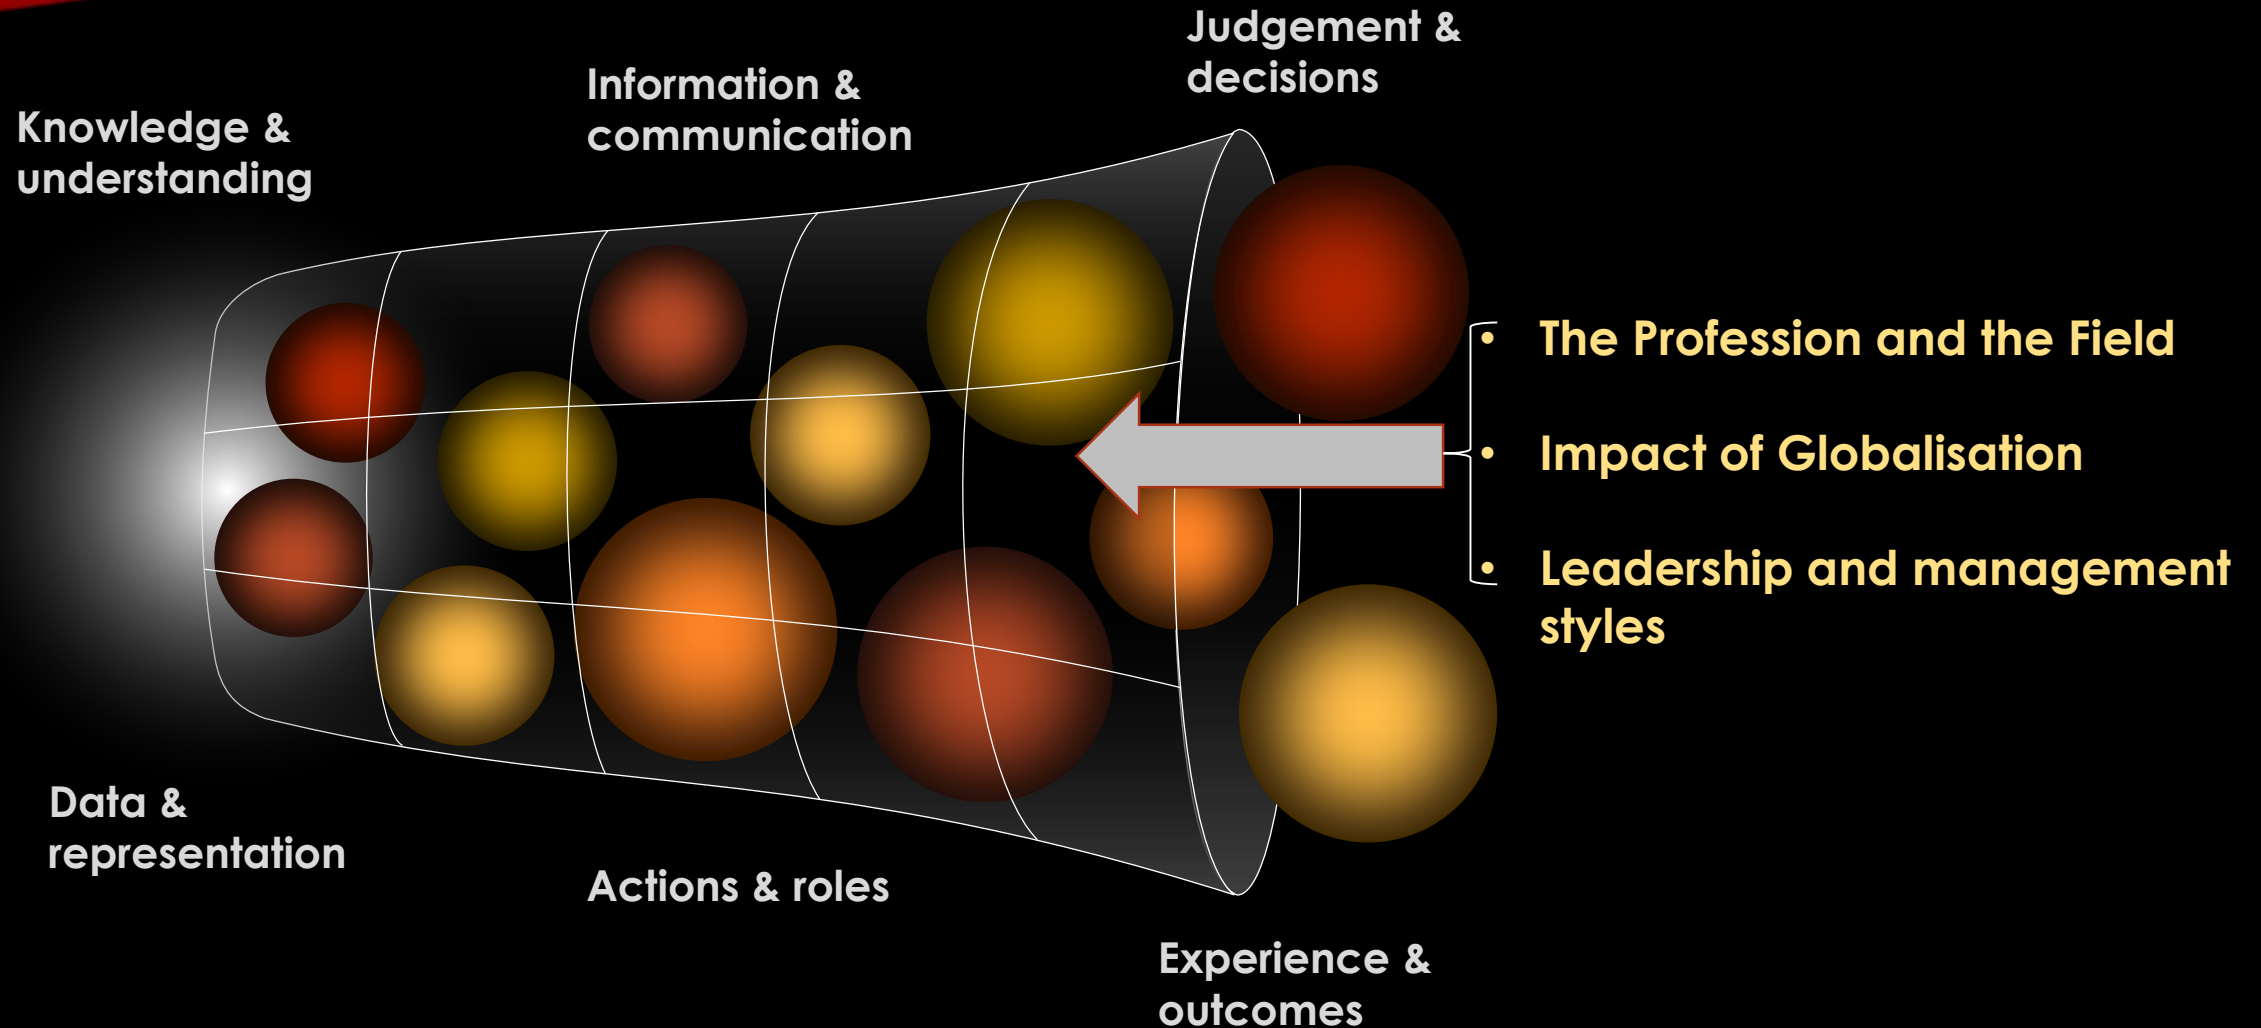 Judgement &
decisions
Information &
communication
Knowledge &
understanding
• The Profession and the Field
• Impact of Globalisation
• Leadership and management
styles
Data &
representation
Actions & roles
Experience &
outcomes